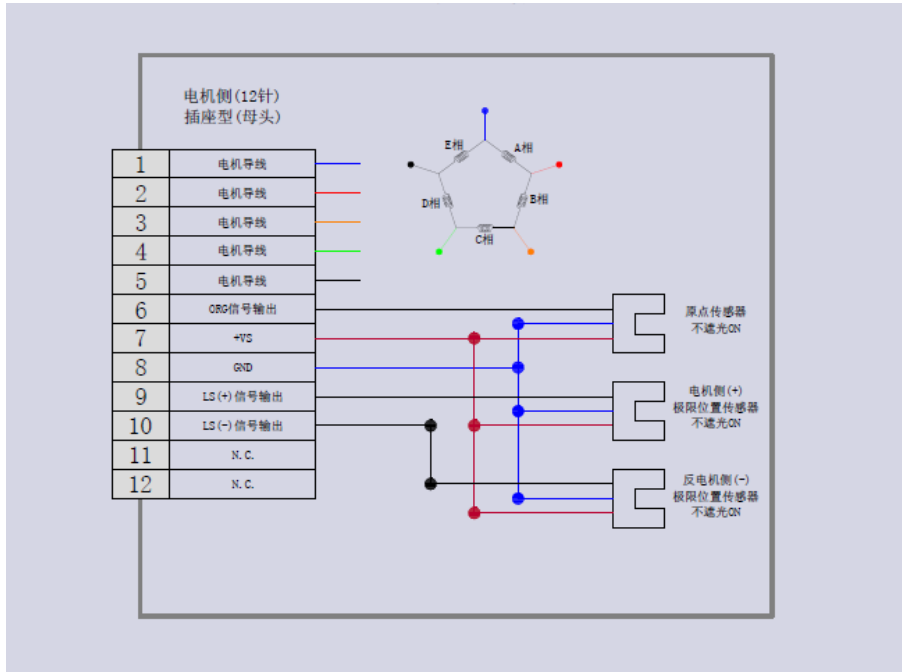 电机侧(12针)
插座型(母头)
E相
A相
D相
B相
C相
1 电机导线
2 电机导线
3 电机导线
4 电机导线
5 电机导线
6 ORG信号输出
7 +VS
8 GND
9 LS(+)信号输出
10 LS(-)信号输出
11 N.C.
12 N.C.
原点传感器
不遮光ON
电机侧(+)
极限位置传感器
不遮光ON
反电机侧(-)
极限位置传感器
不遮光ON